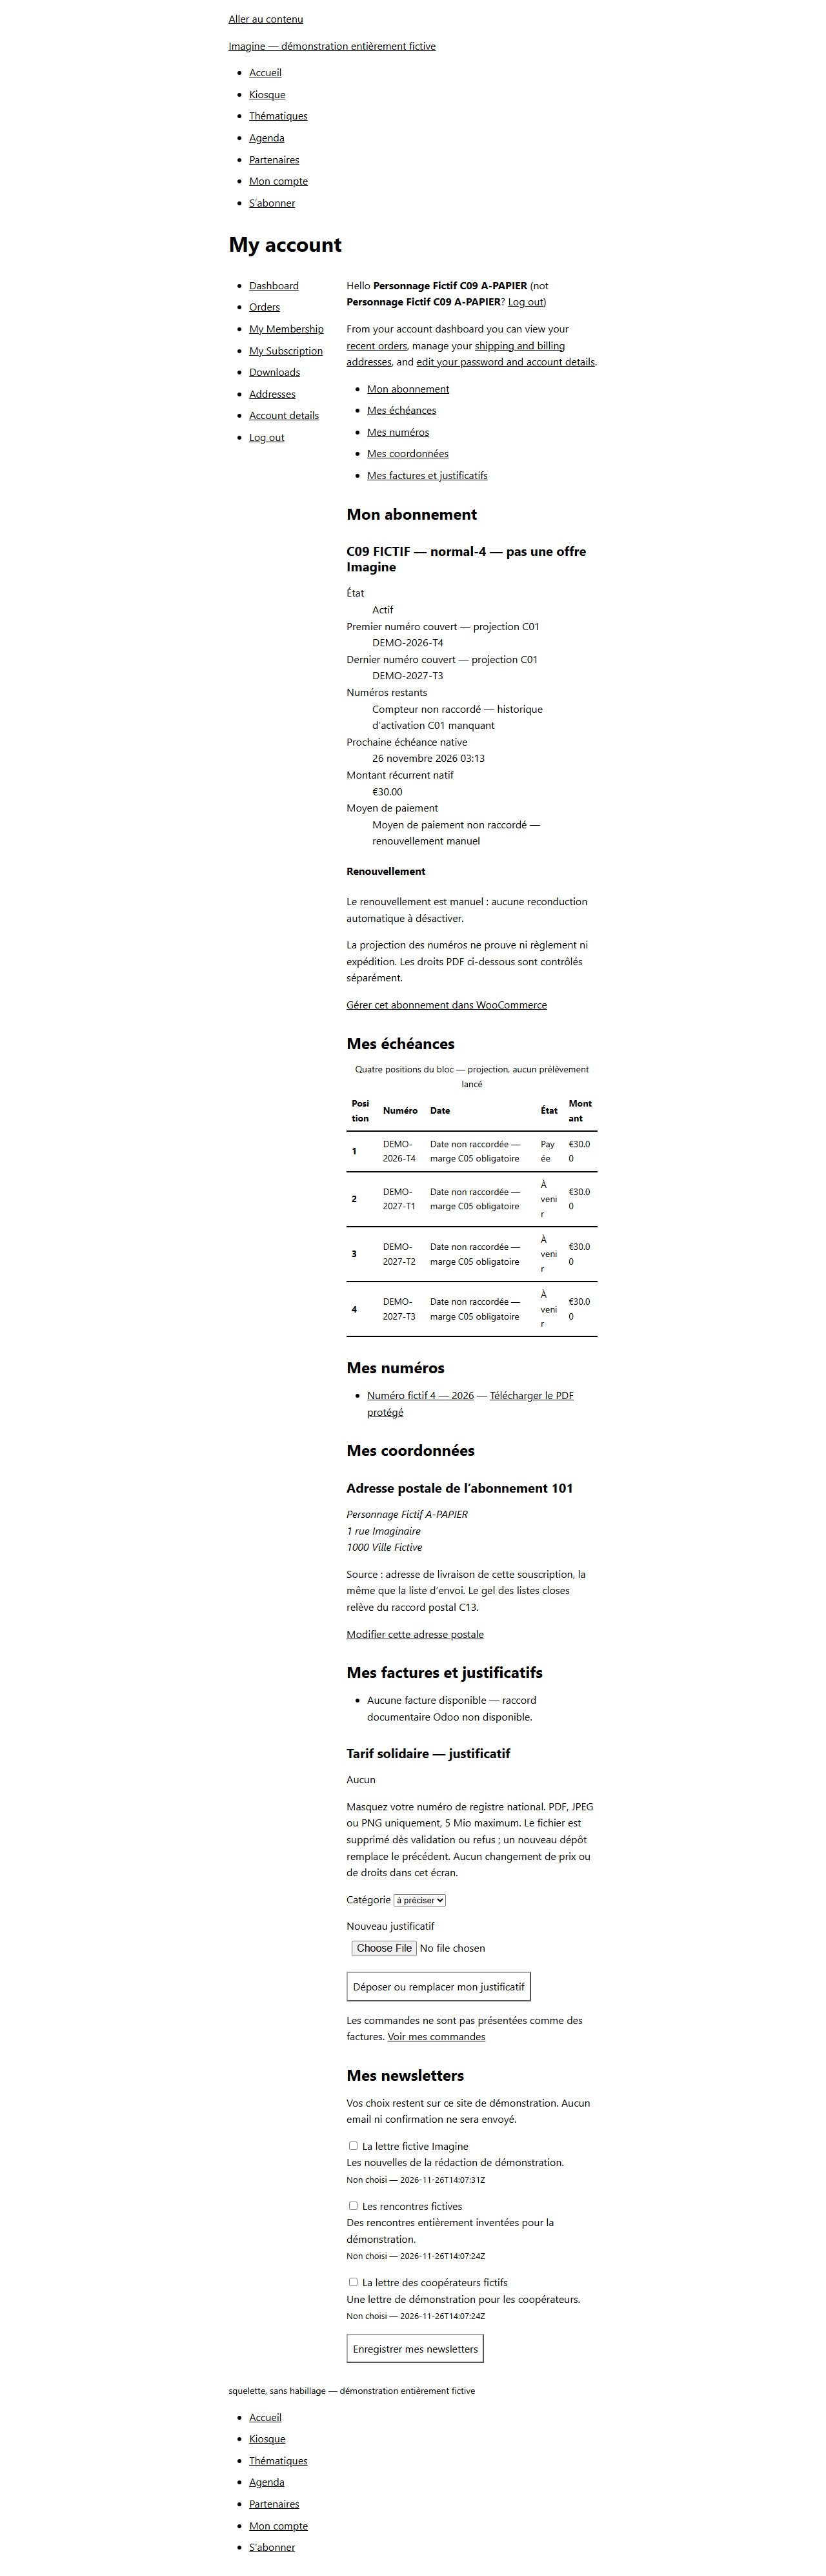 Aller au contenu
Imagine — démonstration entièrement fictive
Accueil
Kiosque
Thématiques
Agenda
Partenaires
Mon compte
S'abonner
My account
Dashboard
Orders
My Membership
My Subscription
Downloads
Addresses
Account details
Log out
Hello Personnage Fictif C09 A-PAPIER (not
Personnage Fictif C09 A-PAPIER? Log out)
From your account dashboard you can view your
recent orders, manage your shipping and billing
addresses, and edit your password and account details.
Mon abonnement
Mes échéances
Mes numéros
Mes coordonnées
Mes factures et justificatifs
Mon abonnement
C09 FICTIF — normal-4 — pas une offre
Imagine
État
Actif
Premier numéro couvert — projection C01
DEMO-2026-T4
Dernier numéro couvert — projection C01
DEMO-2027-T3
Numéros restants
Compteur non raccordé — historique
d'activation C01 manquant
Prochaine échéance native
26 novembre 2026 03:13
Montant récurrent natif
€30.00
Moyen de paiement
Moyen de paiement non raccordé —
renouvellement manuel
Renouvellement
Le renouvellement est manuel : aucune reconduction
automatique à désactiver.
La projection des numéros ne prouve ni règlement ni
expédition. Les droits PDF ci-dessous sont contrôlés
séparément.
Gérer cet abonnement dans WooCommerce
Mes échéances
Quatre positions du bloc — projection, aucun prélèvement
lancé
Posi
tion
Numéro
Date
État
Mont
ant
1
DEMO-
2026-T4
Date non raccordée —
marge C05 obligatoire
Pay
ée
€30.0
0
2
DEMO-
2027-T1
Date non raccordée —
marge C05 obligatoire
À
veni
r
€30.0
0
3
DEMO-
2027-T2
Date non raccordée —
marge C05 obligatoire
À
veni
r
€30.0
0
4
DEMO-
2027-T3
Date non raccordée —
marge C05 obligatoire
À
veni
r
€30.0
0
Mes numéros
Numéro fictif 4 — 2026 — Télécharger le PDF
protégé
Mes coordonnées
Adresse postale de l'abonnement 101
Personnage Fictif A-PAPIER
1 rue Imaginaire
1000 Ville Fictive
Source : adresse de livraison de cette souscription, la
même que la liste d'envoi. Le gel des listes closes
relève du raccord postal C13.
Modifier cette adresse postale
Mes factures et justificatifs
Aucune facture disponible — raccord
documentaire Odoo non disponible.
Tarif solidaire — justificatif
Aucun
Masquez votre numéro de registre national. PDF, JPEG
ou PNG uniquement, 5 Mio maximum. Le fichier est
supprimé dès validation ou refus ; un nouveau dépôt
remplace le précédent. Aucun changement de prix ou
de droits dans cet écran.
Catégorie à préciser
Nouveau justificatif
Choose File No file chosen
Déposer ou remplacer mon justificatif
Les commandes ne sont pas présentées comme des
factures. Voir mes commandes
Mes newsletters
Vos choix restent sur ce site de démonstration. Aucun
email ni confirmation ne sera envoyé.
La lettre fictive Imagine
Les nouvelles de la rédaction de démonstration.
Non choisi — 2026-11-26T14:07:31Z
Les rencontres fictives
Des rencontres entièrement inventées pour la
démonstration.
Non choisi — 2026-11-26T14:07:24Z
La lettre des coopérateurs fictifs
Une lettre de démonstration pour les coopérateurs.
Non choisi — 2026-11-26T14:07:24Z
Enregistrer mes newsletters
squelette, sans habillage — démonstration entièrement fictive
Accueil
Kiosque
Thématiques
Agenda
Partenaires
Mon compte
S'abonner